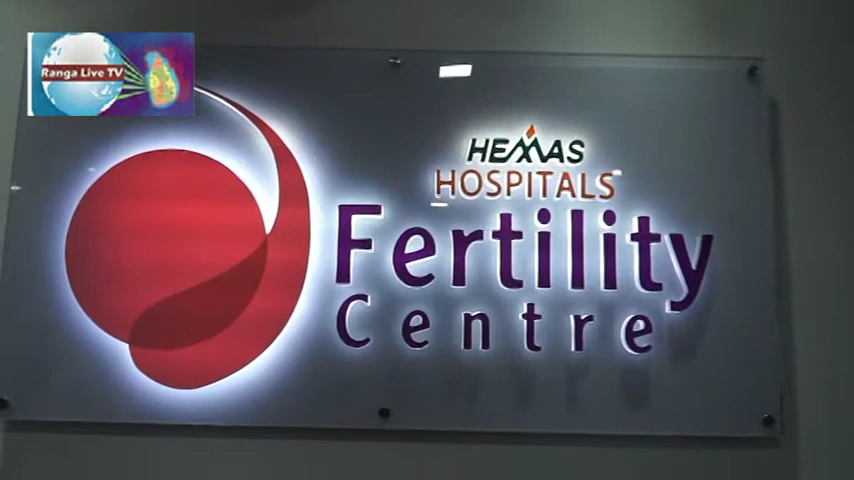 Ranga Live TV
HEMAS
HOSPITALS
Fertility
Centre